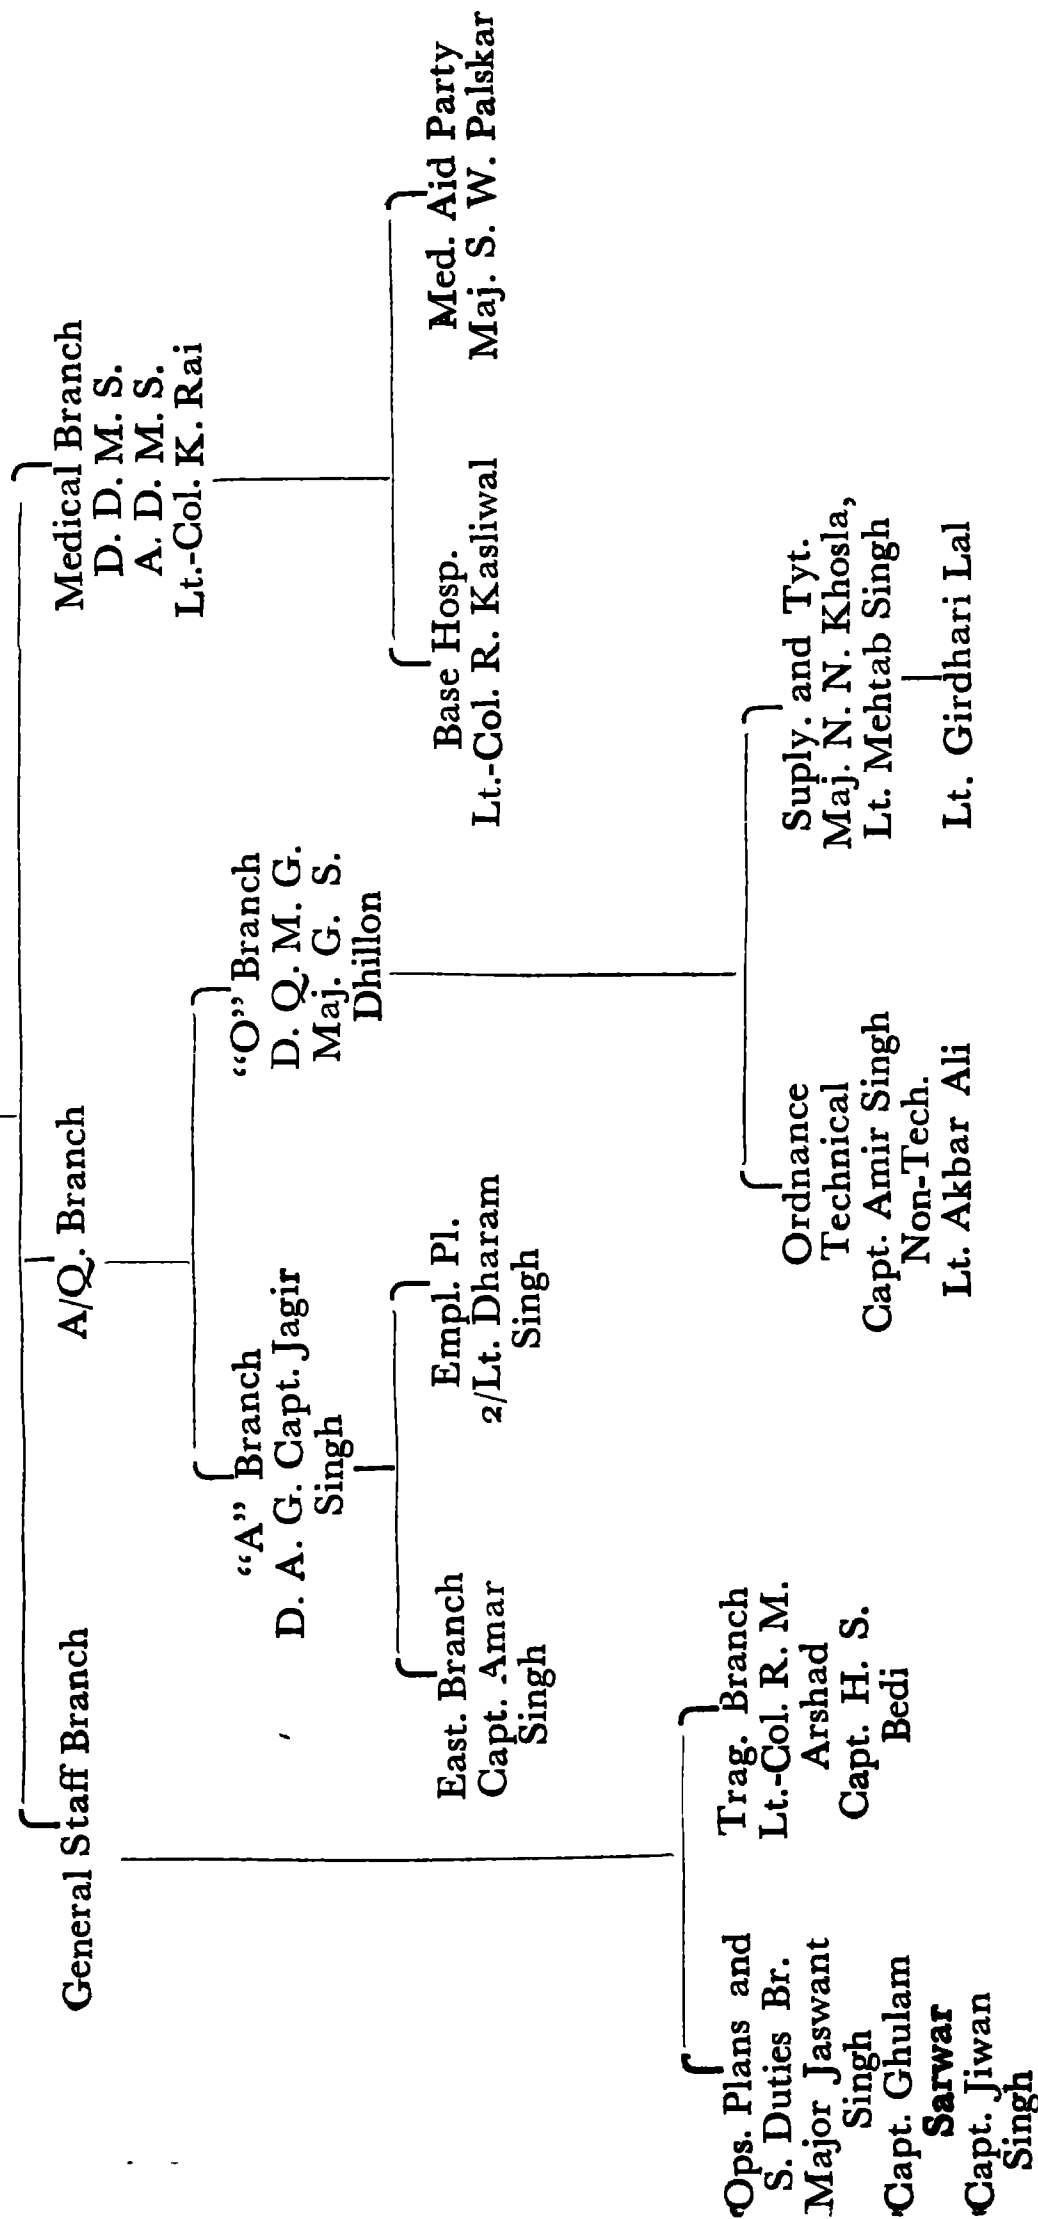 General Staff Branch
A/Q. Branch
Medical Branch
D. D. M. S.
A. D. M. S.
Lt.-Col. K. Rai
"A" Branch
D. A. G. Capt. Jagir
Singh
"O" Branch
D. Q. M. G.
Maj. G. S.
Dhillon
East. Branch
Capt. Amar
Singh
Empl. Pl.
2/Lt. Dharam
Singh
Base Hosp.
Lt.-Col. R. Kasliwal
Med. Aid Party
Maj. S. W. Palskar
Ops. Plans and
S. Duties Br.
Major Jaswant
Singh
Capt. Ghulam
Sarwar
Capt. Jiwan
Singh
Trag. Branch
Lt.-Col. R. M.
Arshad
Capt. H. S.
Bedi
Ordnance
Technical
Capt. Amir Singh
Non-Tech.
Lt. Akbar Ali
Suply. and Tyt.
Maj. N. N. Khosla,
Lt. Mehtab Singh
Lt. Girdhari Lal